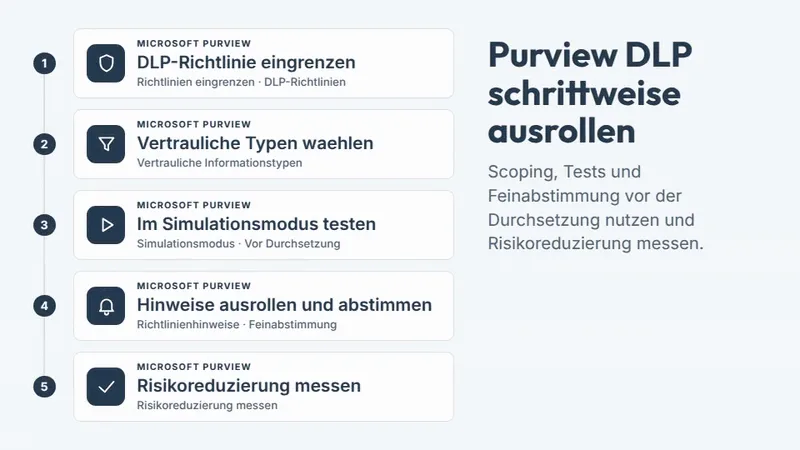 1
MICROSOFT PURVIEW
DLP-Richtlinie eingrenzen
Richtlinien eingrenzen · DLP-Richtlinien
2
MICROSOFT PURVIEW
Vertrauliche Typen waehlen
Vertrauliche Informationstypen
3
MICROSOFT PURVIEW
Im Simulationsmodus testen
Simulationsmodus · Vor Durchsetzung
4
MICROSOFT PURVIEW
Hinweise ausrollen und abstimmen
Richtlinienhinweise · Feinabstimmung
5
MICROSOFT PURVIEW
Risikoreduzierung messen
Risikoreduzierung messen
Purview DLP
schrittweise
ausrollen
Scoping, Tests und
Feinabstimmung vor der
Durchsetzung nutzen und
Risikoreduzierung messen.